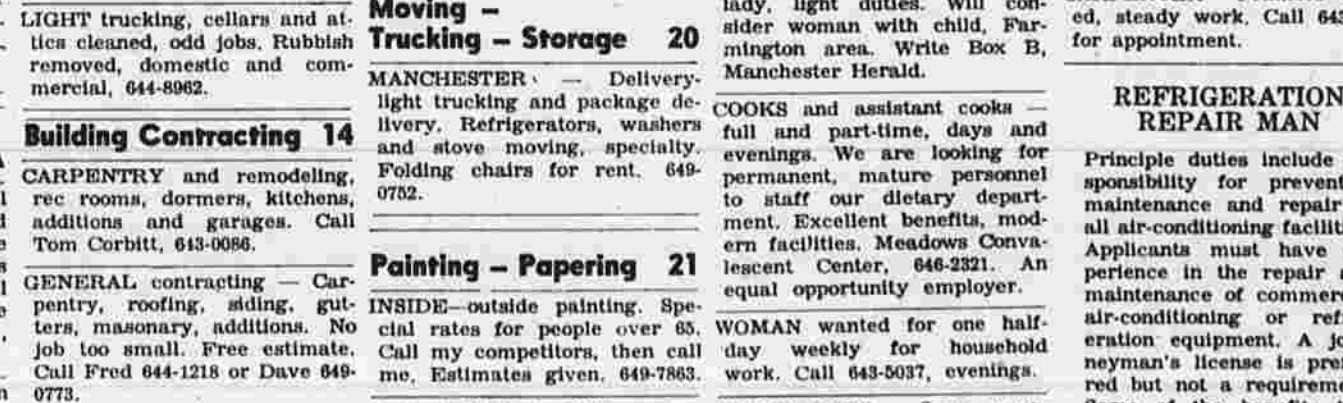 LIGHT trucking, cellars and at-
tics cleaned, odd jobs. Rubbish
removed, domestic and com-
mercial, 644-8962.
Building Contracting 14
CARPENTRY and remodeling,
rec rooms, dormers, kitchens,
additions and garages. Call
Tom Corbitt, 643-0086.
GENERAL contracting — Car-
pentry, roofing, siding, gut-
ters, masonary, additions. No
job too small. Free estimate.
Call Fred 644-1218 or Dave 649-
0773.
Moving —
Trucking — Storage 20
MANCHESTER — Delivery-
light trucking and package de-
livery. Refrigerators, washers
and stove moving, specialty.
Folding chairs for rent. 649-
0752.
Painting — Papering 21
INSIDE—outside painting. Spe-
cial rates for people over 65.
Call my competitors, then call
me. Estimates given. 649-7863.
lady, light duties. Will con-
sider woman with child, Far-
mington area. Write Box B,
Manchester Herald.
COOKS and assistant cooks —
full and part-time, days and
evenings. We are looking for
permanent, mature personnel
to staff our dietary depart-
ment. Excellent benefits, mod-
ern facilities. Meadows Conva-
lescent Center, 646-2321. An
equal opportunity employer.
WOMAN wanted for one half-
day weekly for household
work. Call 643-5037, evenings.
ed, steady work. Call 643
for appointment.
REFRIGERATION
REPAIR MAN
Principle duties include
sponsibility for prevent
maintenance and repair
all air-conditioning facilit
Applicants must have
perience in the repair
maintenance of commer
air-conditioning or ref
eration equipment. A jo
neyman's license is pre
red but not a requireme